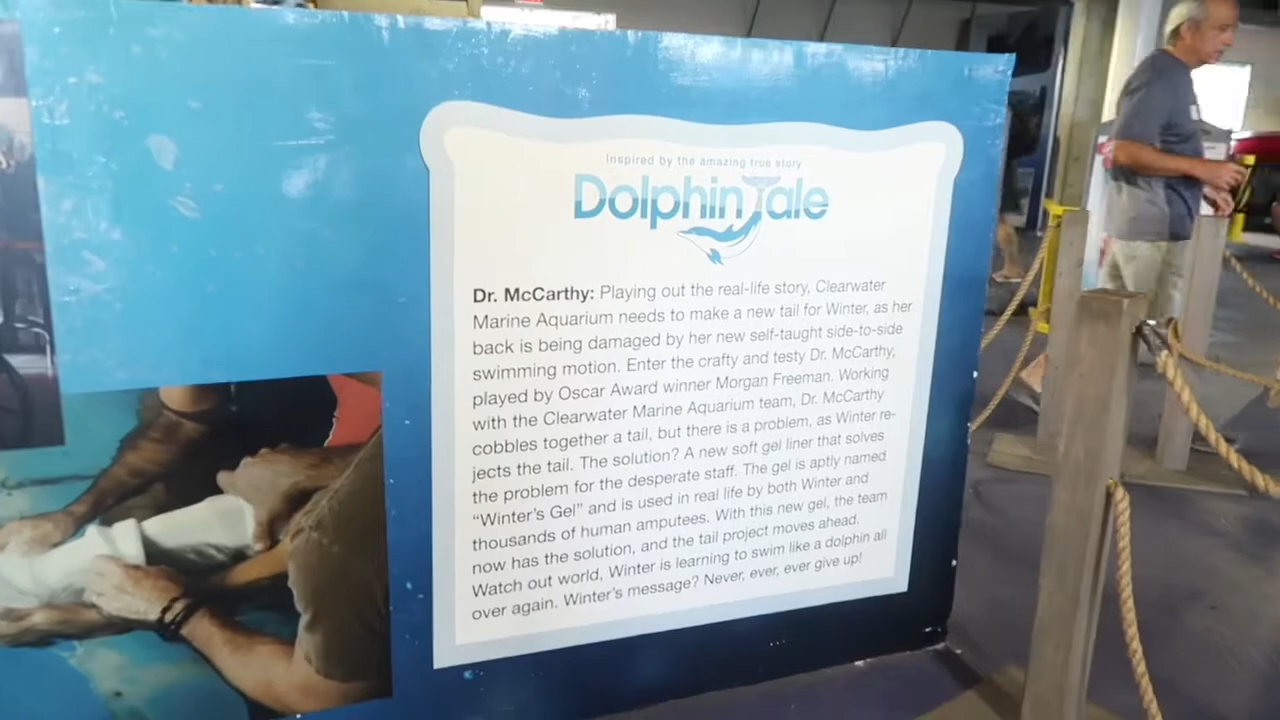 Inspired by the amazing true story
Dolphin Tale
Dr. McCarthy: Playing out the real-life story, Clearwater
Marine Aquarium needs to make a new tail for Winter, as her
back is being damaged by her new self-taught side-to-side
swimming motion. Enter the crafty and testy Dr. McCarthy,
played by Oscar Award winner Morgan Freeman. Working
with the Clearwater Marine Aquarium team, Dr. McCarthy
cobbles together a tail, but there is a problem, as Winter re-
jects the tail. The solution? A new soft gel liner that solves
the problem for the desperate staff. The gel is aptly named
“Winter’s Gel” and is used in real life by both Winter and
thousands of human amputees. With this new gel, the team
now has the solution, and the tail project moves ahead.
Watch out world, Winter is learning to swim like a dolphin all
over again. Winter’s message? Never, ever, ever give up!